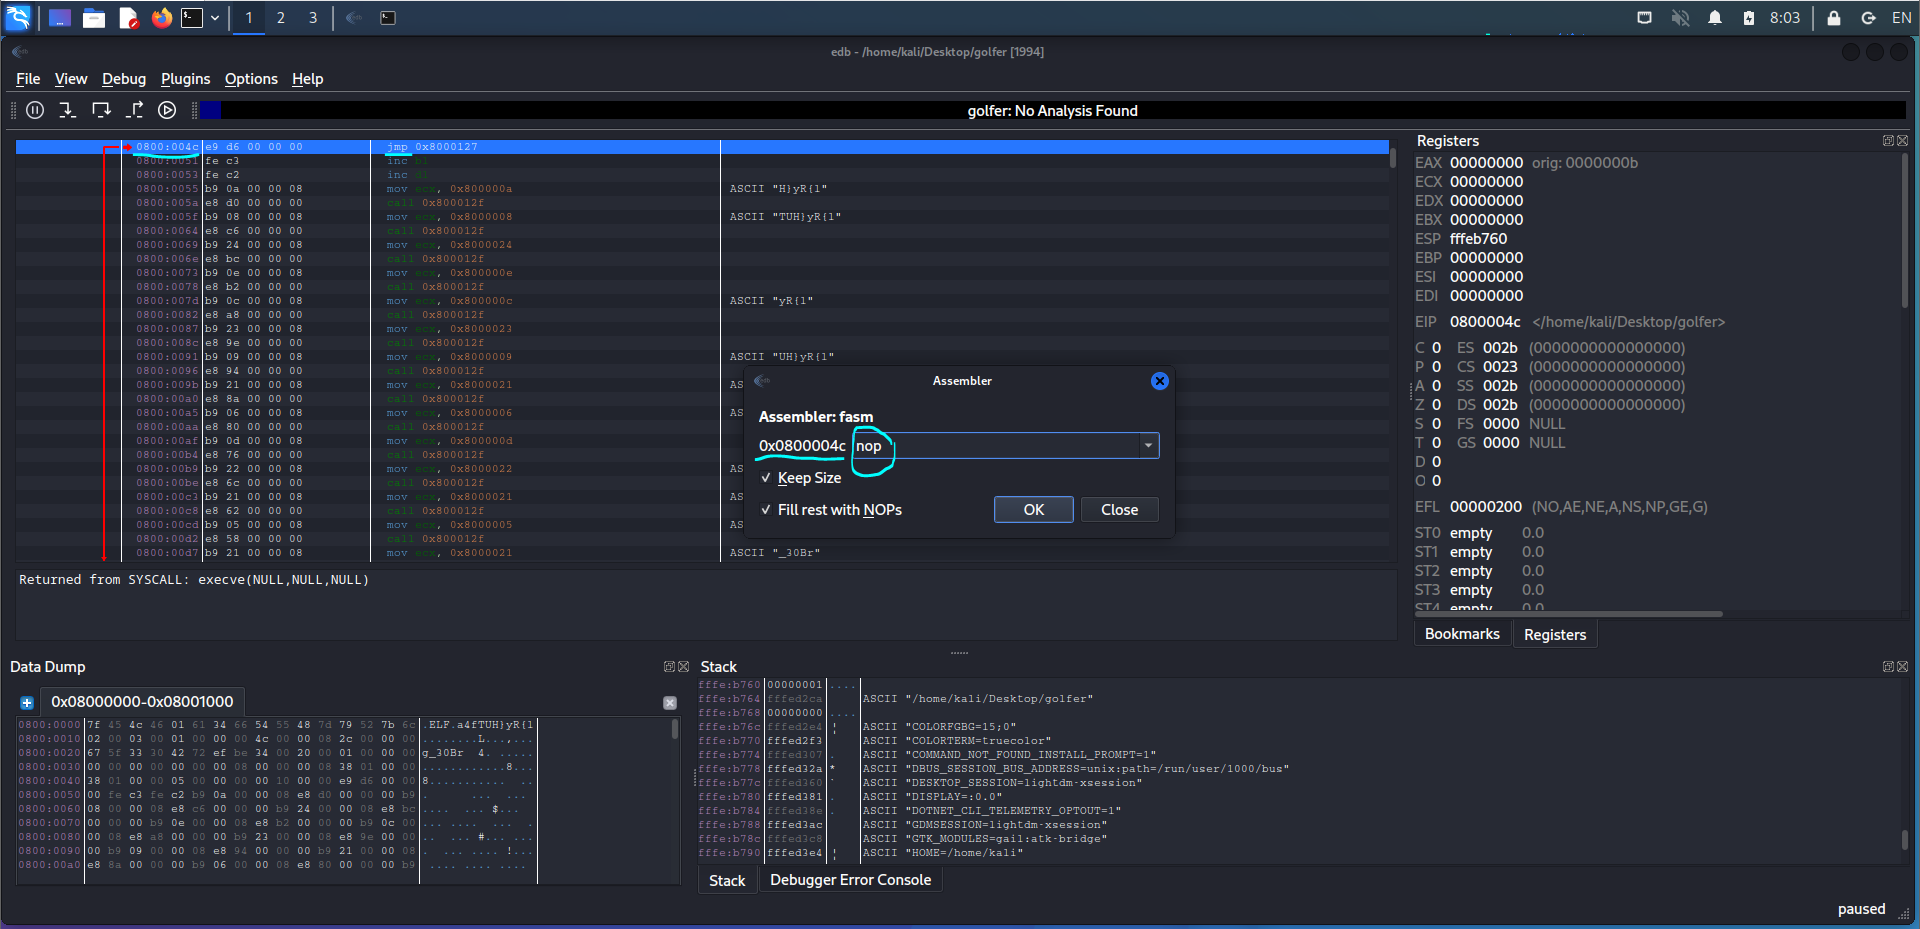 1 2 3 8:03 EN
edb - /home/kali/Desktop/golfer [1994]
File View Debug Plugins Options Help
golfer: No Analysis Found
0800:004c e9 d6 00 00 00 jmp 0x8000127
0800:0051 fe c3 inc bl
0800:0053 fe c2 inc dl
0800:0055 b9 0a 00 00 08 mov ecx, 0x800000a ASCII "H}yR{1"
0800:005a e8 d0 00 00 00 call 0x800012f
0800:005f b9 08 00 00 08 mov ecx, 0x8000008 ASCII "TUH}yR{1"
0800:0064 e8 c6 00 00 00 call 0x800012f
0800:0069 b9 24 00 00 08 mov ecx, 0x8000024
0800:006e e8 bc 00 00 00 call 0x800012f
0800:0073 b9 0e 00 00 08 mov ecx, 0x800000e
0800:0078 e8 b2 00 00 00 call 0x800012f
0800:007d b9 0c 00 00 08 mov ecx, 0x800000c ASCII "yR{1"
0800:0082 e8 a8 00 00 00 call 0x800012f
0800:0087 b9 23 00 00 08 mov ecx, 0x8000023
0800:008c e8 9e 00 00 00 call 0x800012f
0800:0091 b9 09 00 00 08 mov ecx, 0x8000009 ASCII "UH}yR{1"
0800:0096 e8 94 00 00 00 call 0x800012f
0800:009b b9 21 00 00 08 mov ecx, 0x8000021 AS
0800:00a0 e8 8a 00 00 00 call 0x800012f
0800:00a5 b9 06 00 00 08 mov ecx, 0x8000006 AS
0800:00aa e8 80 00 00 00 call 0x800012f
0800:00af b9 0d 00 00 08 mov ecx, 0x800000d
0800:00b4 e8 76 00 00 00 call 0x800012f
0800:00b9 b9 22 00 00 08 mov ecx, 0x8000022 AS
0800:00be e8 6c 00 00 00 call 0x800012f
0800:00c3 b9 21 00 00 08 mov ecx, 0x8000021 AS
0800:00c8 e8 62 00 00 00 call 0x800012f
0800:00cd b9 05 00 00 08 mov ecx, 0x8000005 AS
0800:00d2 e8 58 00 00 00 call 0x800012f
0800:00d7 b9 21 00 00 08 mov ecx, 0x8000021 ASCII "_30Br"
Assembler
Assembler: fasm
0x0800004c nop
Keep Size
Fill rest with NOPs OK Close
Returned from SYSCALL: execve(NULL,NULL,NULL)
Registers
EAX 00000000 orig: 0000000b
ECX 00000000
EDX 00000000
EBX 00000000
ESP fffeb760
EBP 00000000
ESI 00000000
EDI 00000000
EIP 0800004c </home/kali/Desktop/golfer>
C 0 ES 002b (0000000000000000)
P 0 CS 0023 (0000000000000000)
A 0 SS 002b (0000000000000000)
Z 0 DS 002b (0000000000000000)
S 0 FS 0000 NULL
T 0 GS 0000 NULL
D 0
O 0
EFL 00000200 (NO,AE,NE,A,NS,NP,GE,G)
ST0 empty 0.0
ST1 empty 0.0
ST2 empty 0.0
ST3 empty 0.0
ST4 empty 0.0
Bookmarks Registers
Data Dump
0x08000000-0x08001000
0800:0000 7f 45 4c 46 01 61 34 66 54 55 48 7d 79 52 7b 6c .ELF.a4fTUH}yR{1
0800:0010 02 00 03 00 01 00 00 00 4c 00 00 08 2c 00 00 00 ........L...,...
0800:0020 67 5f 33 30 42 72 ef be 34 00 20 00 01 00 00 00 g_30Br 4. .....
0800:0030 00 00 00 00 00 00 00 08 00 00 00 08 38 01 00 00 ............8...
0800:0040 38 01 00 00 05 00 00 00 00 10 00 00 e9 d6 00 00 8...........
0800:0050 00 fe c3 fe c2 b9 0a 00 00 08 e8 d0 00 00 00 b9
0800:0060 08 00 00 08 e8 c6 00 00 00 b9 24 00 00 08 e8 bc .... ... $...
0800:0070 00 00 00 b9 0e 00 00 08 e8 b2 00 00 00 b9 0c 00
0800:0080 00 08 e8 a8 00 00 00 b9 23 00 00 08 e8 9e 00 00 .. ... #...
0800:0090 00 b9 09 00 00 08 e8 94 00 00 00 b9 21 00 00 08 . .... ... !...
0800:00a0 e8 8a 00 00 00 b9 06 00 00 08 e8 80 00 00 00 b9
Stack
fffe:b760 00000001 ....
fffe:b764 fffed2ca ASCII "/home/kali/Desktop/golfer"
fffe:b768 00000000 ....
fffe:b76c fffed2e4 ASCII "COLORFGBG=15;0"
fffe:b770 fffed2f3 ASCII "COLORTERM=truecolor"
fffe:b774 fffed307 ASCII "COMMAND_NOT_FOUND_INSTALL_PROMPT=1"
fffe:b778 fffed32a * ASCII "DBUS_SESSION_BUS_ADDRESS=unix:path=/run/user/1000/bus"
fffe:b77c fffed360 ASCII "DESKTOP_SESSION=lightdm-xsession"
fffe:b780 fffed381 ASCII "DISPLAY=:0.0"
fffe:b784 fffed38e ASCII "DOTNET_CLI_TELEMETRY_OPTOUT=1"
fffe:b788 fffed3ac ASCII "GDMSESSION=lightdm-xsession"
fffe:b78c fffed3c8 ASCII "GTK_MODULES=gail:atk-bridge"
fffe:b790 fffed3e4 ASCII "HOME=/home/kali"
Stack Debugger Error Console
paused